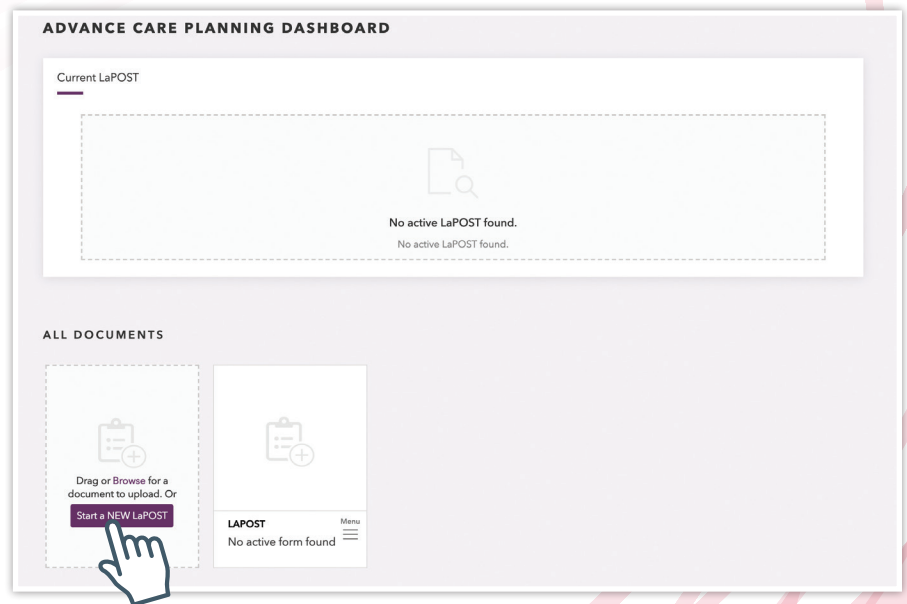 ADVANCE CARE PLANNING DASHBOARD
Current LaPOST
No active LaPOST found.
No active LaPOST found.
ALL DOCUMENTS
Drag or Browse for a
document to upload. Or
Start a NEW LaPOST
LAPOST
Menu
No active form found